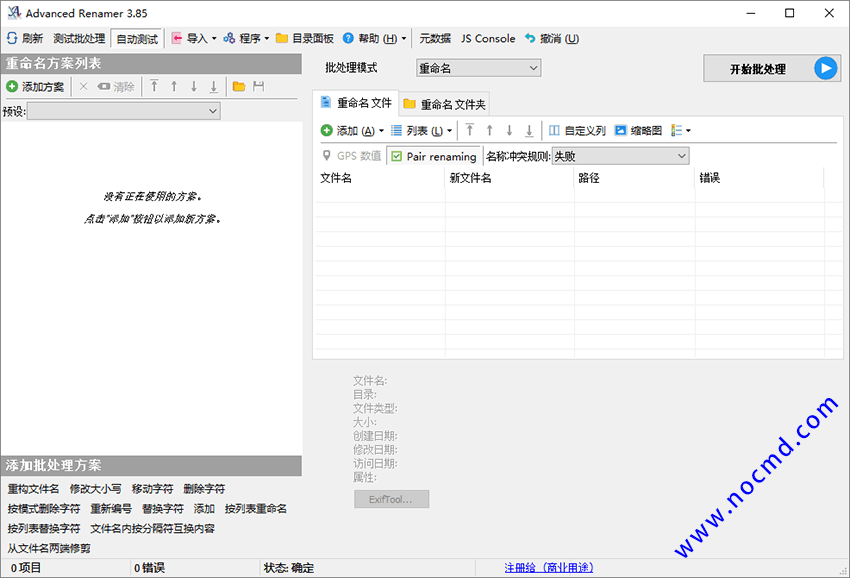 Advanced Renamer 3.85
刷新 测试批处理 自动测试 导入 程序 目录面板 帮助 (H) 元数据 JS Console 撤消 (U)
重命名方案列表
添加方案 清除
预设:
没有正在使用的方案。
点击"添加"按钮以添加新方案。
批处理模式 重命名 开始批处理
重命名文件 重命名文件夹
添加 (A) 列表 (L) 自定义列 缩略图
GPS 数值 Pair renaming 名称冲突规则: 失败
文件名 新文件名 路径 错误
文件名:
目录:
文件类型:
大小:
创建日期:
修改日期:
访问日期:
属性:
ExifTool...
添加批处理方案
重构文件名 修改大小写 移动字符 删除字符
按模式删除字符 重新编号 替换字符 添加 按列表重命名
按列表替换字符 文件名内按分隔符互换内容
从文件名两端修剪
0 项目 0 错误 状态: 确定 注册给 (商业用途)
www.nocmd.com